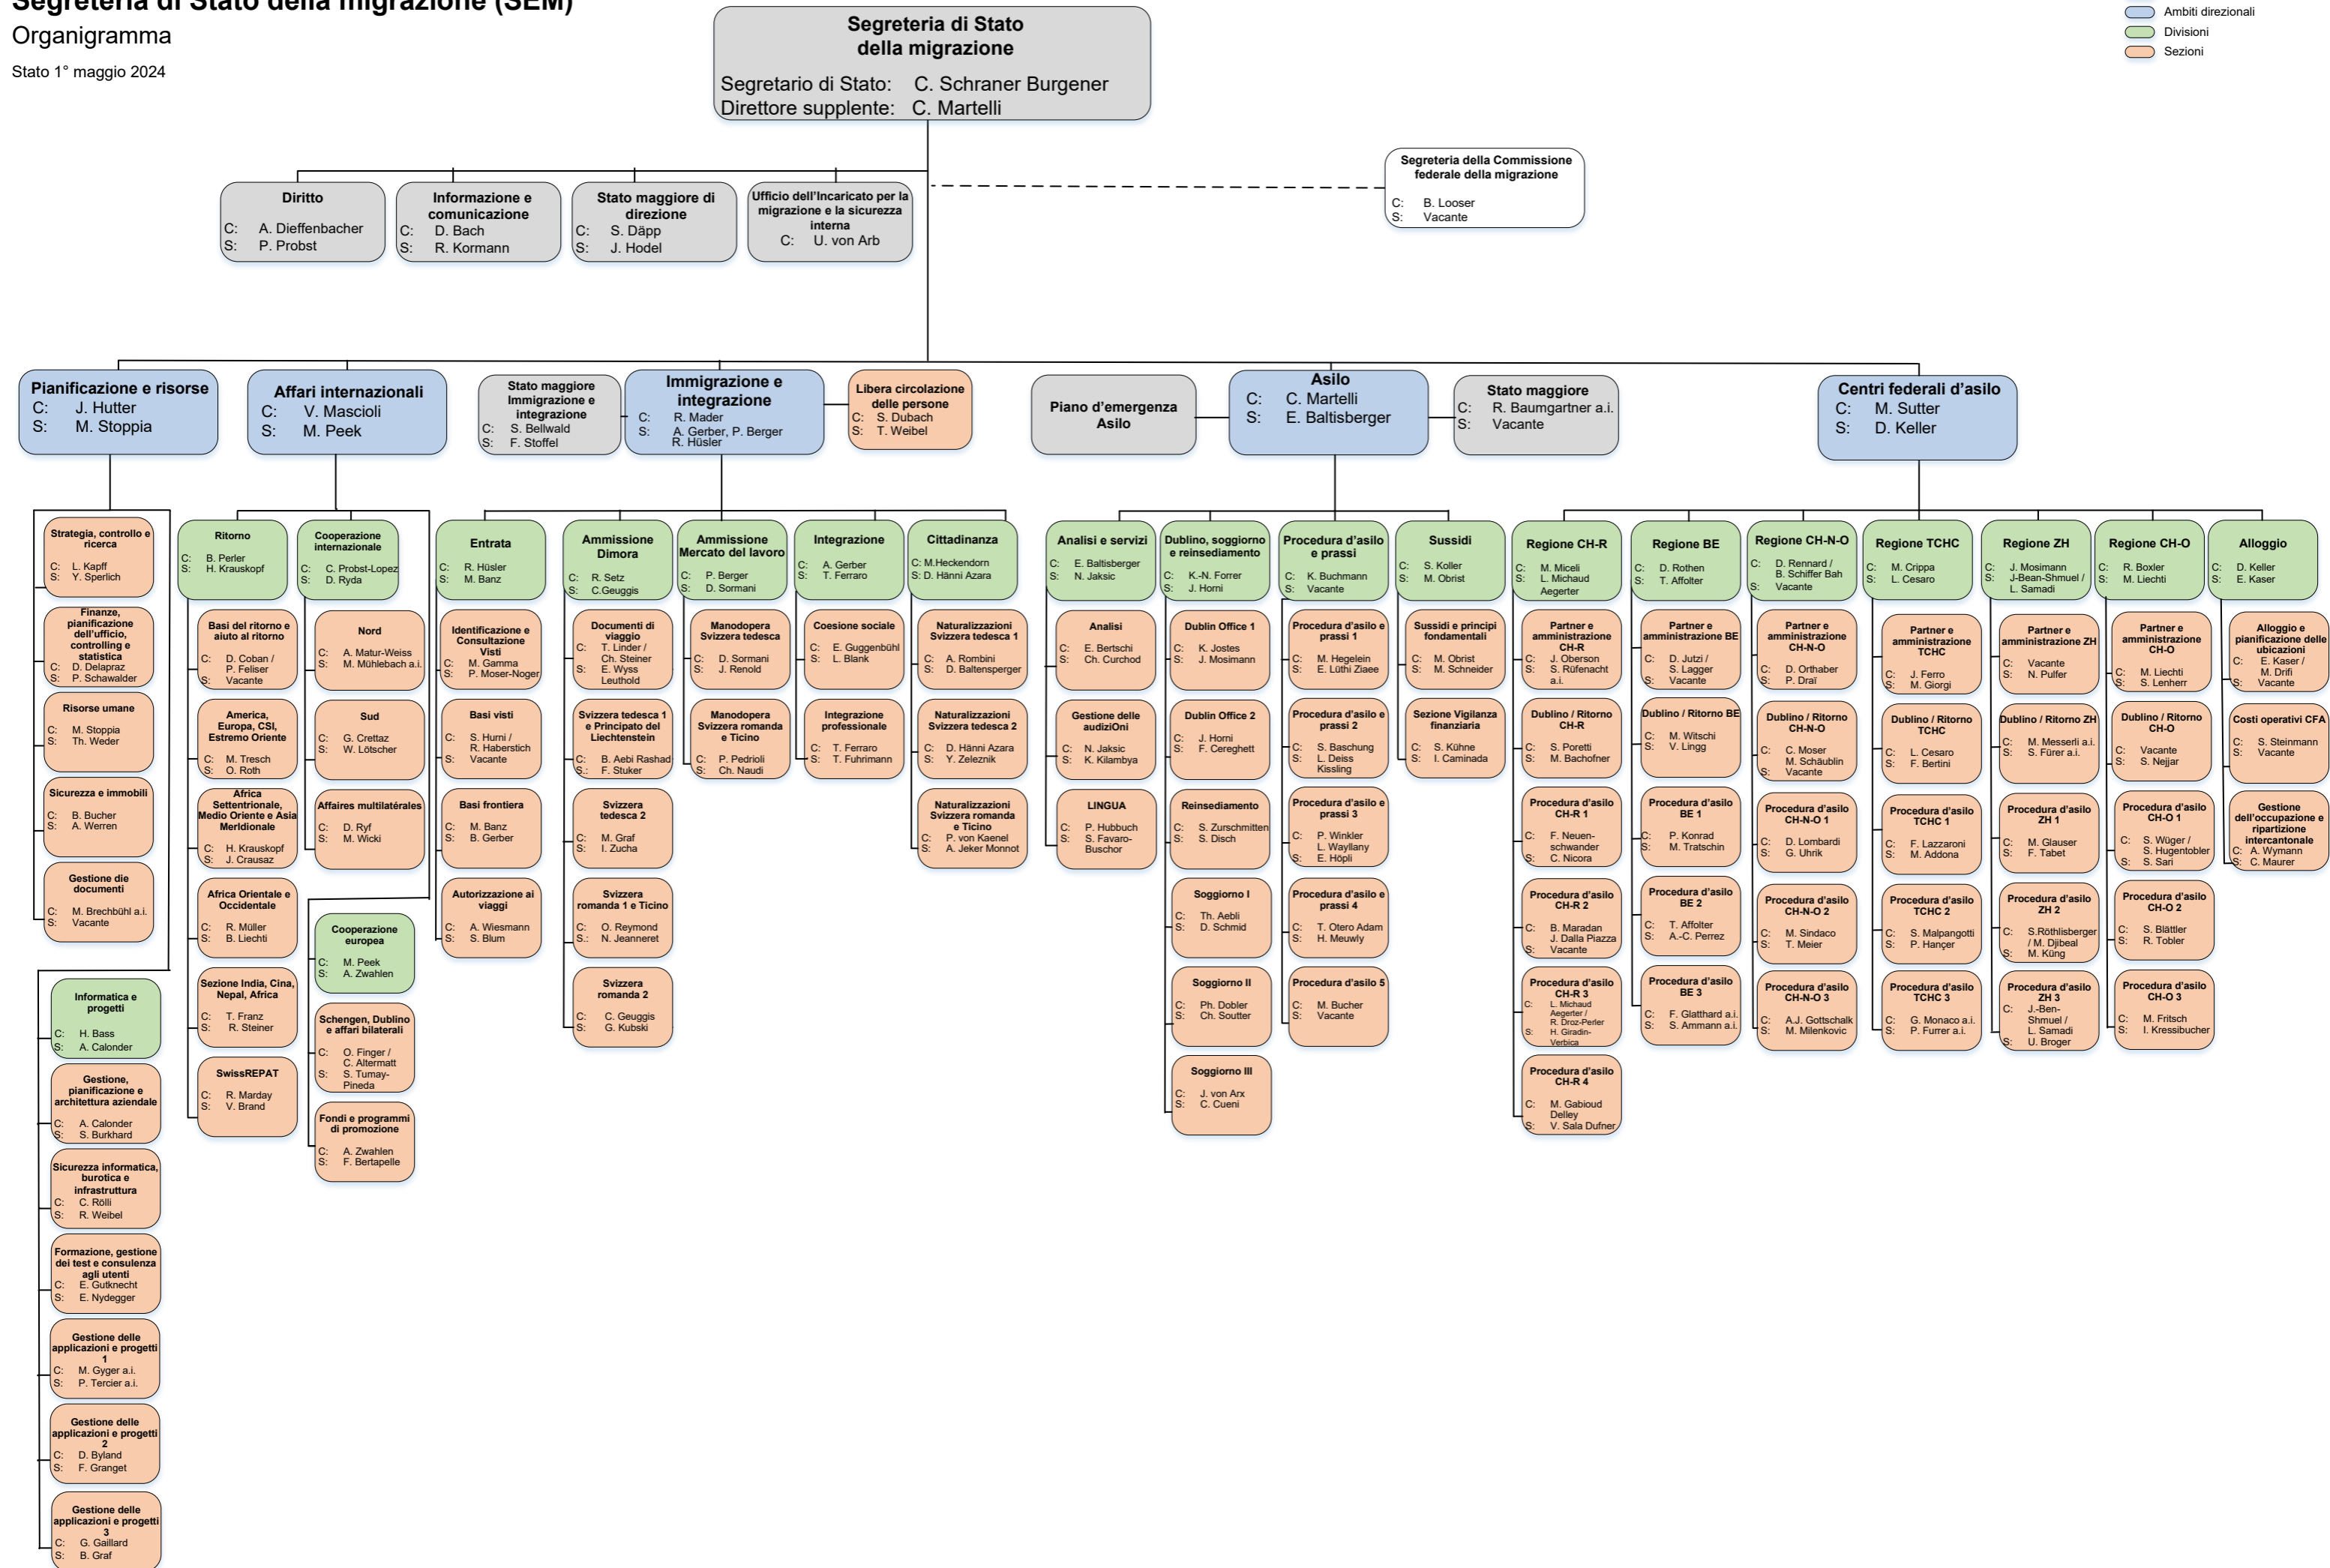 Segreteria di Stato della migrazione (SEM)
Organigramma
Stato 1° maggio 2024
Ambiti direzionali
Divisioni
Sezioni
Segreteria di Stato
della migrazione
Segretario di Stato: C. Schraner Burgener
Direttore supplente: C. Martelli
Segreteria della Commissione
federale della migrazione
C: B. Looser
S: Vacante
Diritto
C: A. Dieffenbacher
S: P. Probst
Informazione e
comunicazione
C: D. Bach
S: R. Kormann
Stato maggiore di
direzione
C: S. Däpp
S: J. Hodel
Ufficio dell'Incaricato per la
migrazione e la sicurezza
interna
C: U. von Arb
Pianificazione e risorse
C: J. Hutter
S: M. Stoppia
Affari internazionali
C: V. Mascioli
S: M. Peek
Stato maggiore
Immigrazione e
integrazione
C: S. Bellwald
S: F. Stoffel
Immigrazione e
integrazione
C: R. Mader
S: A. Gerber, P. Berger
R. Hüsler
Libera circolazione
delle persone
C: S. Dubach
S: T. Weibel
Piano d'emergenza
Asilo
Asilo
C: C. Martelli
S: E. Baltisberger
Stato maggiore
C: R. Baumgartner a.i.
S: Vacante
Centri federali d'asilo
C: M. Sutter
S: D. Keller
Strategia, controllo e
ricerca
C: L. Kapff
S: Y. Sperlich
Finanze,
pianificazione
dell'ufficio,
controlling e
statistica
C: D. Delapraz
S: P. Schawalder
Risorse umane
C: M. Stoppia
S: Th. Weder
Sicurezza e immobili
C: B. Bucher
S: A. Werren
Gestione die
documenti
C: M. Brechbühl a.i.
S: Vacante
Informatica e
progetti
C: H. Bass
S: A. Calonder
Gestione,
pianificazione e
architettura aziendale
C: A. Calonder
S: S. Burkhard
Sicurezza informatica,
burotica e
infrastruttura
C: C. Rölli
S: R. Weibel
Formazione, gestione
dei test e consulenza
agli utenti
C: E. Gutknecht
S: E. Nydegger
Gestione delle
applicazioni e progetti
1
C: M. Gyger a.i.
S: P. Tercier a.i.
Gestione delle
applicazioni e progetti
2
C: D. Byland
S: F. Granget
Gestione delle
applicazioni e progetti
3
C: G. Gaillard
S: B. Graf
Ritorno
C: B. Perler
S: H. Krauskopf
Basi del ritorno e
aiuto al ritorno
C: D. Coban /
P. Feliser
S: Vacante
America,
Europa, CSI,
Estremo Oriente
C: M. Tresch
S: O. Roth
Africa
Settentrionale,
Medio Oriente e Asia
Merldionale
C: H. Krauskopf
S: J. Crausaz
Africa Orientale e
Occidentale
C: R. Müller
S: B. Liechti
Sezione India, Cina,
Nepal, Africa
C: T. Franz
S: R. Steiner
SwissREPAT
C: R. Marday
S: V. Brand
Cooperazione
internazionale
C: C. Probst-Lopez
S: D. Ryda
Nord
C: A. Matur-Weiss
S: M. Mühlebach a.i.
Sud
C: G. Crettaz
S: W. Lötscher
Affaires multilatérales
C: D. Ryf
S: M. Wicki
Cooperazione
europea
C: M. Peek
S: A. Zwahlen
Schengen, Dublino
e affari bilaterali
C: O. Finger /
C. Altermatt
S: S. Tumay-
Pineda
Fondi e programmi
di promozione
C: A. Zwahlen
S: F. Bertapelle
Entrata
C: R. Hüsler
S: M. Banz
Identificazione e
Consultazione
Visti
C: M. Gamma
S: P. Moser-Noger
Basi visti
C: S. Hurni /
R. Haberstich
S: Vacante
Basi frontiera
C: M. Banz
S: B. Gerber
Autorizzazione ai
viaggi
C: A. Wiesmann
S: S. Blum
Ammissione
Dimora
C: R. Setz
S: C.Geuggis
Documenti di
viaggio
C: T. Linder /
Ch. Steiner
S: E. Wyss
Leuthold
Svizzera tedesca 1
e Principato del
Liechtenstein
C: B. Aebi Rashad
S.: F. Stuker
Svizzera
tedesca 2
C: M. Graf
S: I. Zucha
Svizzera
romanda 1 e Ticino
C: O. Reymond
S.: N. Jeanneret
Svizzera
romanda 2
C: C. Geuggis
S: G. Kubski
Ammissione
Mercato del lavoro
C: P. Berger
S: D. Sormani
Manodopera
Svizzera tedesca
C: D. Sormani
S: J. Renold
Manodopera
Svizzera romanda
e Ticino
C: P. Pedrioli
S: Ch. Naudi
Integrazione
C: A. Gerber
S: T. Ferraro
Coesione sociale
C: E. Guggenbühl
S: L. Blank
Integrazione
professionale
C: T. Ferraro
S: T. Fuhrimann
Cittadinanza
C: M.Heckendorn
S: D. Hänni Azara
Naturalizzazioni
Svizzera tedesca 1
C: A. Rombini
S: D. Baltensperger
Naturalizzazioni
Svizzera tedesca 2
C: D. Hänni Azara
S: Y. Zeleznik
Naturalizzazioni
Svizzera romanda
e Ticino
C: P. von Kaenel
S: A. Jeker Monnot
Analisi e servizi
C: E. Baltisberger
S: N. Jaksic
Analisi
C: E. Bertschi
S: Ch. Curchod
Gestione delle
audiziOni
C: N. Jaksic
S: K. Kilambya
LINGUA
C: P. Hubbuch
S: S. Favaro-
Buschor
Dublino, soggiorno
e reinsediamento
C: K.-N. Forrer
S: J. Horni
Dublin Office 1
C: K. Jostes
S: J. Mosimann
Dublin Office 2
C: J. Horni
S: F. Cereghett
Reinsediamento
C: S. Zurschmitten
S: S. Disch
Soggiorno I
C: Th. Aebli
S: D. Schmid
Soggiorno II
C: Ph. Dobler
S: Ch. Soutter
Soggiorno III
C: J. von Arx
S: C. Cueni
Procedura d'asilo
e prassi
C: K. Buchmann
S: Vacante
Procedura d'asilo e
prassi 1
C: M. Hegelein
S: E. Lüthi Ziaee
Procedura d'asilo e
prassi 2
C: S. Baschung
S: L. Deiss
Kissling
Procedura d'asilo e
prassi 3
C: P. Winkler
L. Wayllany
S: E. Höpli
Procedura d'asilo e
prassi 4
C: T. Otero Adam
S: H. Meuwly
Procedura d'asilo 5
C: M. Bucher
S: Vacante
Sussidi
C: S. Koller
S: M. Obrist
Sussidi e principi
fondamentali
C: M. Obrist
S: M. Schneider
Sezione Vigilanza
finanziaria
C: S. Kühne
S: I. Caminada
Regione CH-R
C: M. Miceli
S: L. Michaud
Aegerter
Partner e
amministrazione
CH-R
C: J. Oberson
S: S. Rüfenacht
a.i.
Dublino / Ritorno
CH-R
C: S. Poretti
S: M. Bachofner
Procedura d'asilo
CH-R 1
C: F. Neuen-
schwander
S: C. Nicora
Procedura d'asilo
CH-R 2
C: B. Maradan
J. Dalla Piazza
S: Vacante
Procedura d'asilo
CH-R 3
C: L. Michaud
Aegerter /
R. Droz-Perler
S: H. Giradin-
Verbica
Procedura d'asilo
CH-R 4
C: M. Gabioud
Delley
S: V. Sala Dufner
Regione BE
C: D. Rothen
S: T. Affolter
Partner e
amministrazione BE
C: D. Jutzi /
S. Lagger
S: Vacante
Dublino / Ritorno BE
C: M. Witschi
S: V. Lingg
Procedura d'asilo
BE 1
C: P. Konrad
S: M. Tratschin
Procedura d'asilo
BE 2
C: T. Affolter
S: A.-C. Perrez
Procedura d'asilo
BE 3
C: F. Glatthard a.i.
S: S. Ammann a.i.
Regione CH-N-O
C: D. Rennard /
B. Schiffer Bah
S: Vacante
Partner e
amministrazione
CH-N-O
C: D. Orthaber
S: P. Draï
Dublino / Ritorno
CH-N-O
C: C. Moser
M. Schäublin
S: Vacante
Procedura d'asilo
CH-N-O 1
C: D. Lombardi
S: G. Uhrik
Procedura d'asilo
CH-N-O 2
C: M. Sindaco
S: T. Meier
Procedura d'asilo
CH-N-O 3
C: A.J. Gottschalk
S: M. Milenkovic
Regione TCHC
C: M. Crippa
S: L. Cesaro
Partner e
amministrazione
TCHC
C: J. Ferro
S: M. Giorgi
Dublino / Ritorno
TCHC
C: L. Cesaro
S: F. Bertini
Procedura d'asilo
TCHC 1
C: F. Lazzaroni
S: M. Addona
Procedura d'asilo
TCHC 2
C: S. Malpangotti
S: P. Hançer
Procedura d'asilo
TCHC 3
C: G. Monaco a.i.
S: P. Furrer a.i.
Regione ZH
C: J. Mosimann
S: J-Bean-Shmuel /
L. Samadi
Partner e
amministrazione ZH
C: Vacante
S: N. Pulfer
Dublino / Ritorno ZH
C: M. Messerli a.i.
S: S. Fürer a.i.
Procedura d'asilo
ZH 1
C: M. Glauser
S: F. Tabet
Procedura d'asilo
ZH 2
C: S.Röthlisberger
/ M. Djibeal
S: M. Küng
Procedura d'asilo
ZH 3
C: J.-Ben-
Shmuel /
L. Samadi
S: U. Broger
Regione CH-O
C: R. Boxler
S: M. Liechti
Partner e
amministrazione
CH-O
C: M. Liechti
S: S. Lenherr
Dublino / Ritorno
CH-O
C: Vacante
S: S. Nejjar
Procedura d'asilo
CH-O 1
C: S. Wüger /
S. Hugentobler
S: S. Sari
Procedura d'asilo
CH-O 2
C: S. Blättler
S: R. Tobler
Procedura d'asilo
CH-O 3
C: M. Fritsch
S: I. Kressibucher
Alloggio
C: D. Keller
S: E. Kaser
Alloggio e
pianificazione delle
ubicazioni
C: E. Kaser /
M. Drifi
S: Vacante
Costi operativi CFA
C: S. Steinmann
S: Vacante
Gestione
dell'occupazione e
ripartizione
intercantonale
C: A. Wymann
S: C. Maurer